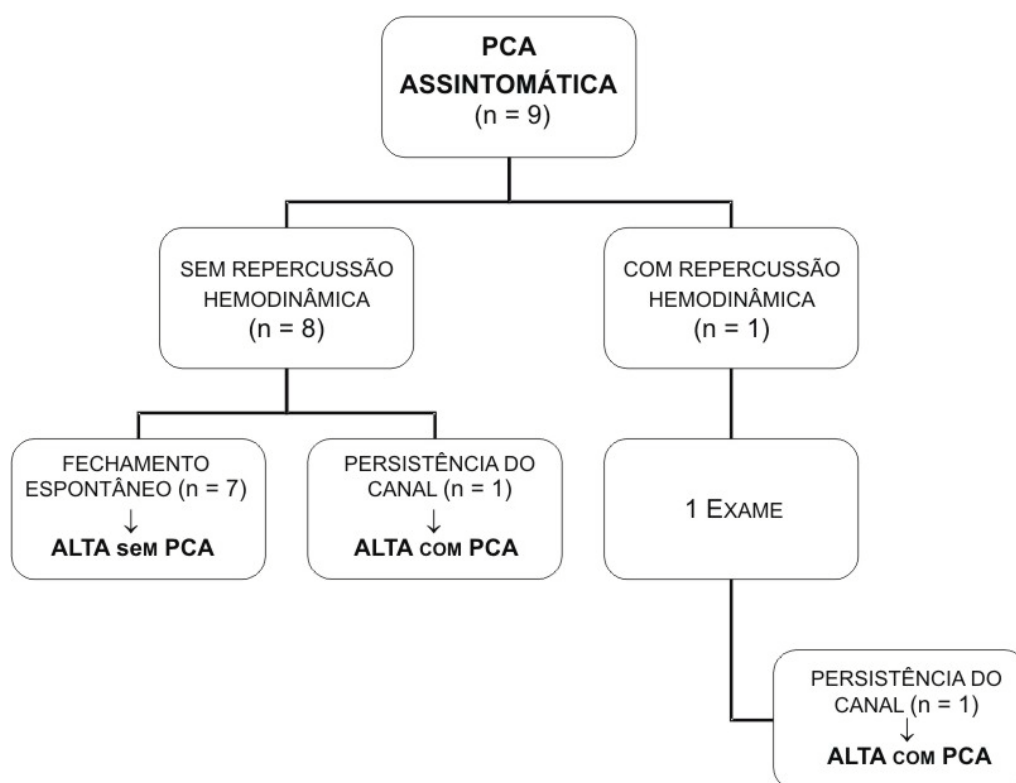 PCA
ASSINTOMÁTICA
(n = 9)
SEM REPERCUSSÃO
HEMODINÂMICA
(n = 8)
COM REPERCUSSÃO
HEMODINÂMICA
(n = 1)
FECHAMENTO
ESPONTÂNEO (n = 7)
↓
ALTA seM PCA
PERSISTÊNCIA DO
CANAL (n = 1)
↓
ALTA COM PCA
1 EXAME
PERSISTÊNCIA DO
CANAL (n = 1)
↓
ALTA COM PCA